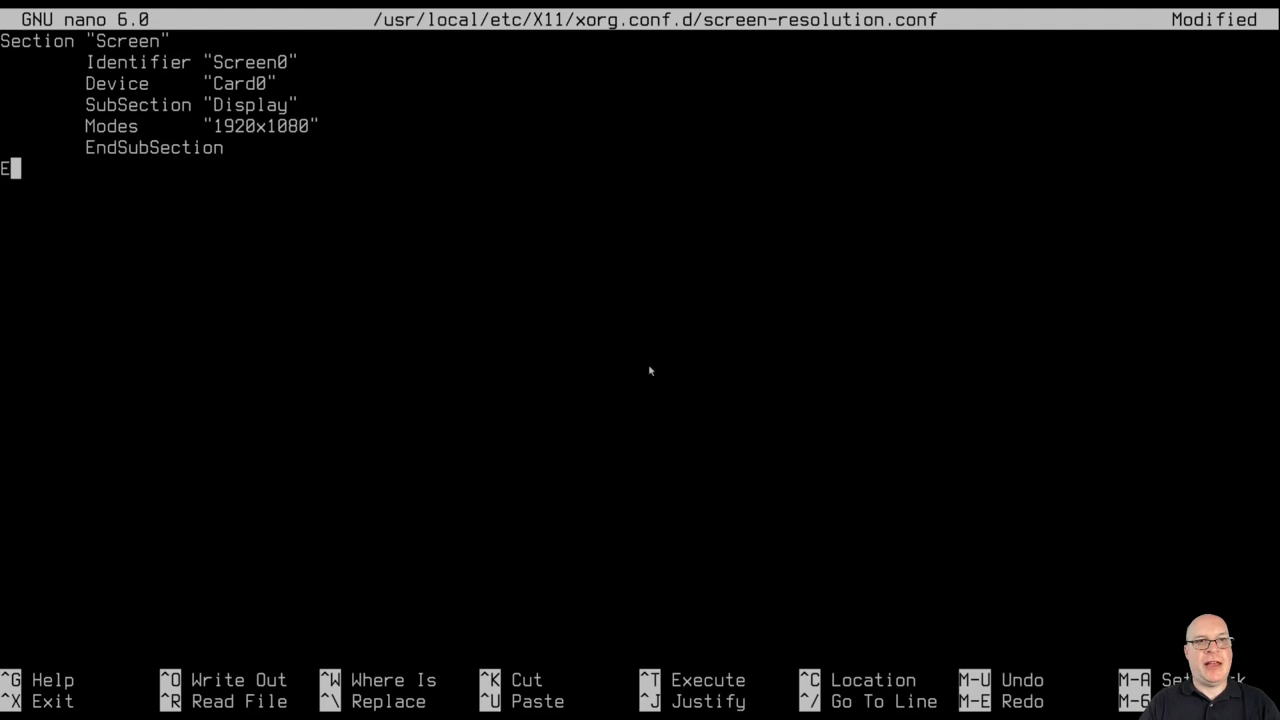 GNU nano 6.0 /usr/local/etc/X11/xorg.conf.d/screen-resolution.conf Modified
Section "Screen"
Identifier "Screen0"
Device "Card0"
SubSection "Display"
Modes "1920x1080"
EndSubSection
E
^G Help ^O Write Out ^W Where Is ^K Cut ^T Execute ^C Location M-U Undo M-A
^X Exit ^R Read File ^\ Replace ^U Paste ^J Justify ^/ Go To Line M-E Redo M-6